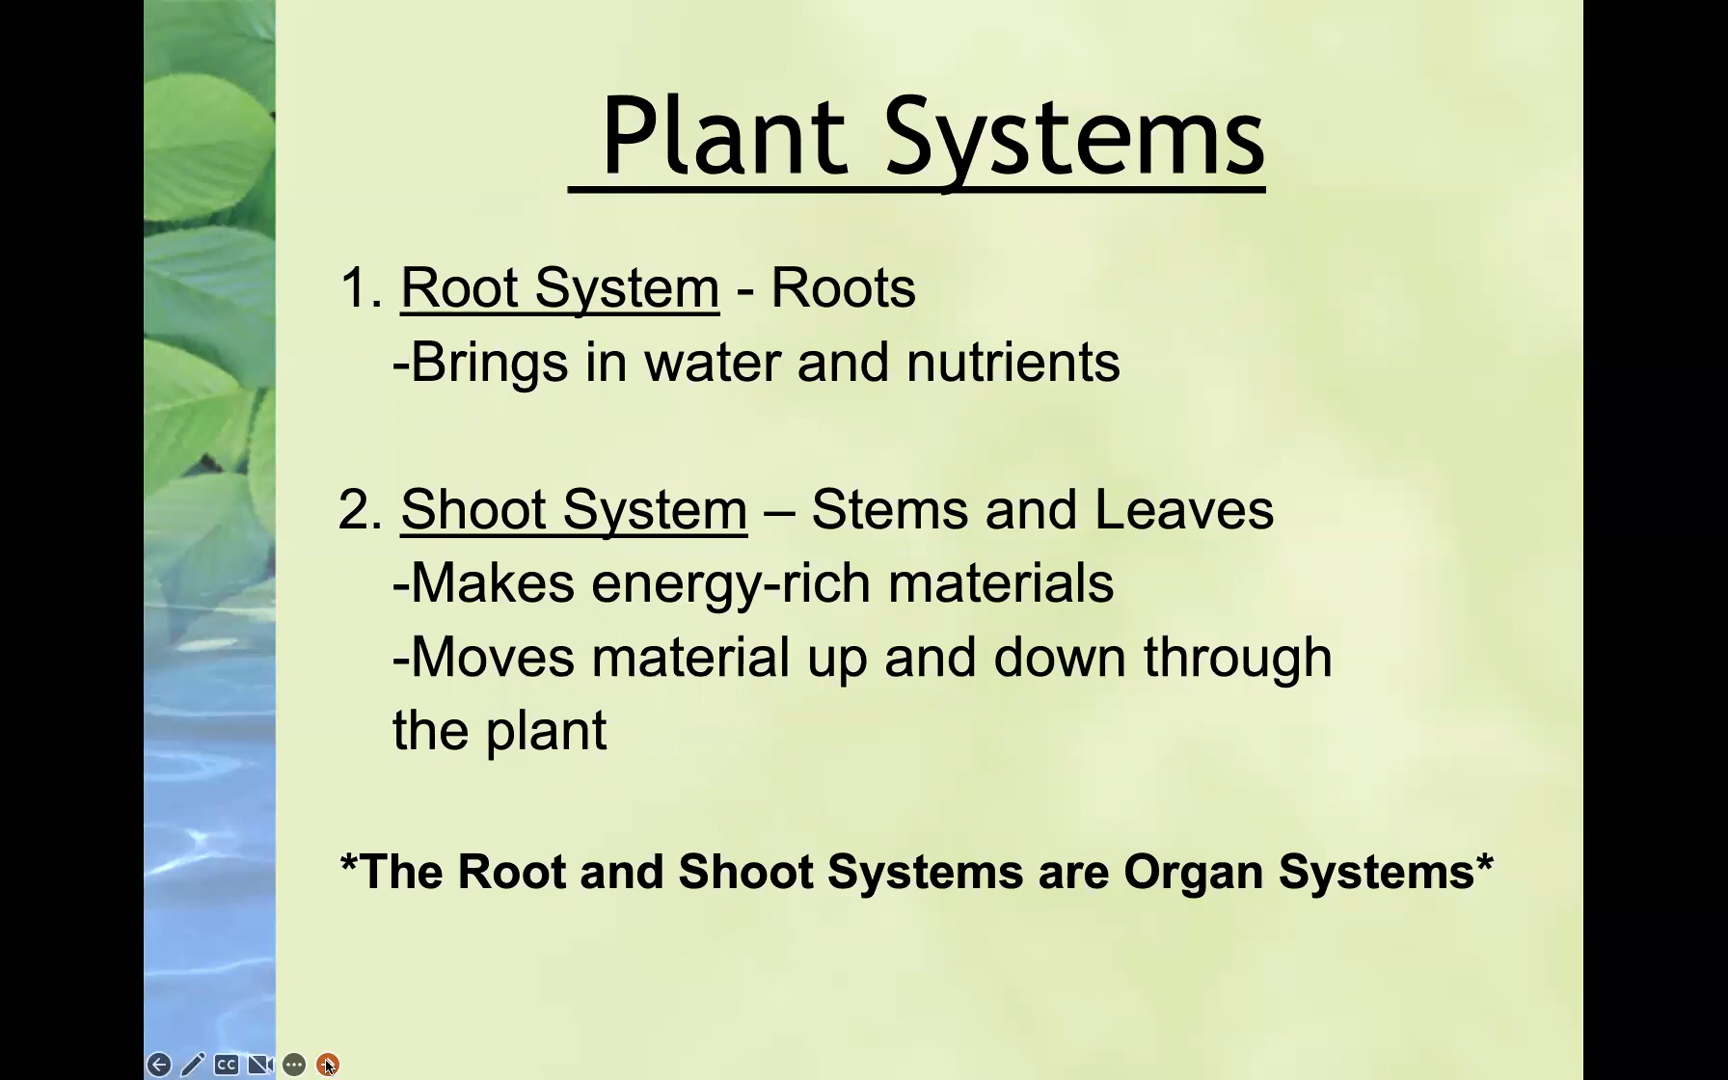 Plant Systems
1. Root System - Roots
-Brings in water and nutrients
2. Shoot System – Stems and Leaves
-Makes energy-rich materials
-Moves material up and down through
the plant
*The Root and Shoot Systems are Organ Systems*
CC